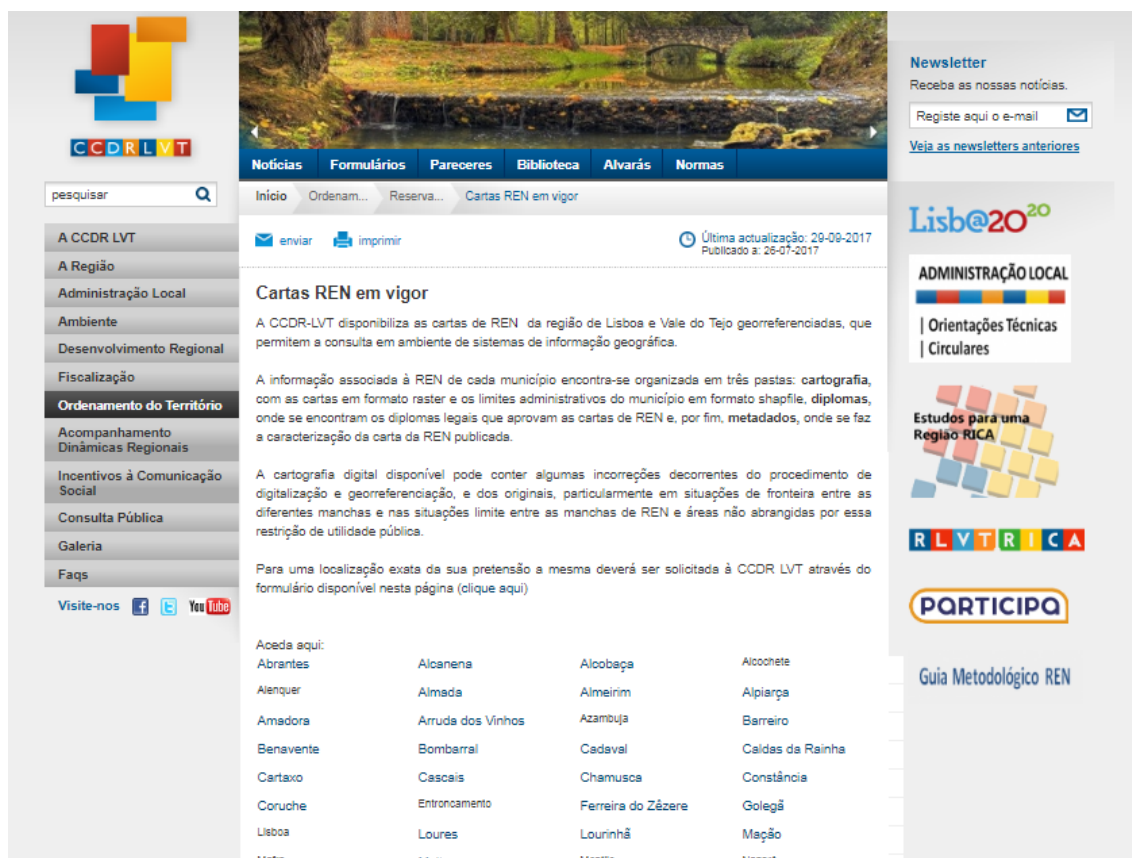 CCDRLVT
pesquisar
A CCDR LVT
A Região
Administração Local
Ambiente
Desenvolvimento Regional
Fiscalização
Ordenamento do Território
Acompanhamento
Dinâmicas Regionais
Incentivos à Comunicação
Social
Consulta Pública
Galeria
Faqs
Visite-nos
You Tube
Notícias Formulários Pareceres Biblioteca Alvarás Normas
Início Ordenam... Reserva... Cartas REN em vigor
enviar imprimir
Última actualização: 29-09-2017
Publicado a: 26-07-2017
Cartas REN em vigor
A CCDR-LVT disponibiliza as cartas de REN da região de Lisboa e Vale do Tejo georreferenciadas, que
permitem a consulta em ambiente de sistemas de informação geográfica.
A informação associada à REN de cada município encontra-se organizada em três pastas: cartografia,
com as cartas em formato raster e os limites administrativos do município em formato shapfile, diplomas,
onde se encontram os diplomas legais que aprovam as cartas de REN e, por fim, metadados, onde se faz
a caracterização da carta da REN publicada.
A cartografia digital disponível pode conter algumas incorreções decorrentes do procedimento de
digitalização e georreferenciação, e dos originais, particularmente em situações de fronteira entre as
diferentes manchas e nas situações limite entre as manchas de REN e áreas não abrangidas por essa
restrição de utilidade pública.
Para uma localização exata da sua pretensão a mesma deverá ser solicitada à CCDR LVT através do
formulário disponível nesta página (clique aqui)
Aceda aqui:
Abrantes Alcanena Alcobaça Alcochete
Alenquer Almada Almeirim Alpiarça
Amadora Arruda dos Vinhos Azambuja Barreiro
Benavente Bombarral Cadaval Caldas da Rainha
Cartaxo Cascais Chamusca Constância
Coruche Entroncamento Ferreira do Zêzere Golegã
Lisboa Loures Lourinhã Mação
Newsletter
Receba as nossas notícias.
Registe aqui o e-mail
Veja as newsletters anteriores
Lisb@2020
ADMINISTRAÇÃO LOCAL
| Orientações Técnicas
| Circulares
Estudos para uma
Região RICA
RLVTRICA
PARTICIPA
Guia Metodológico REN